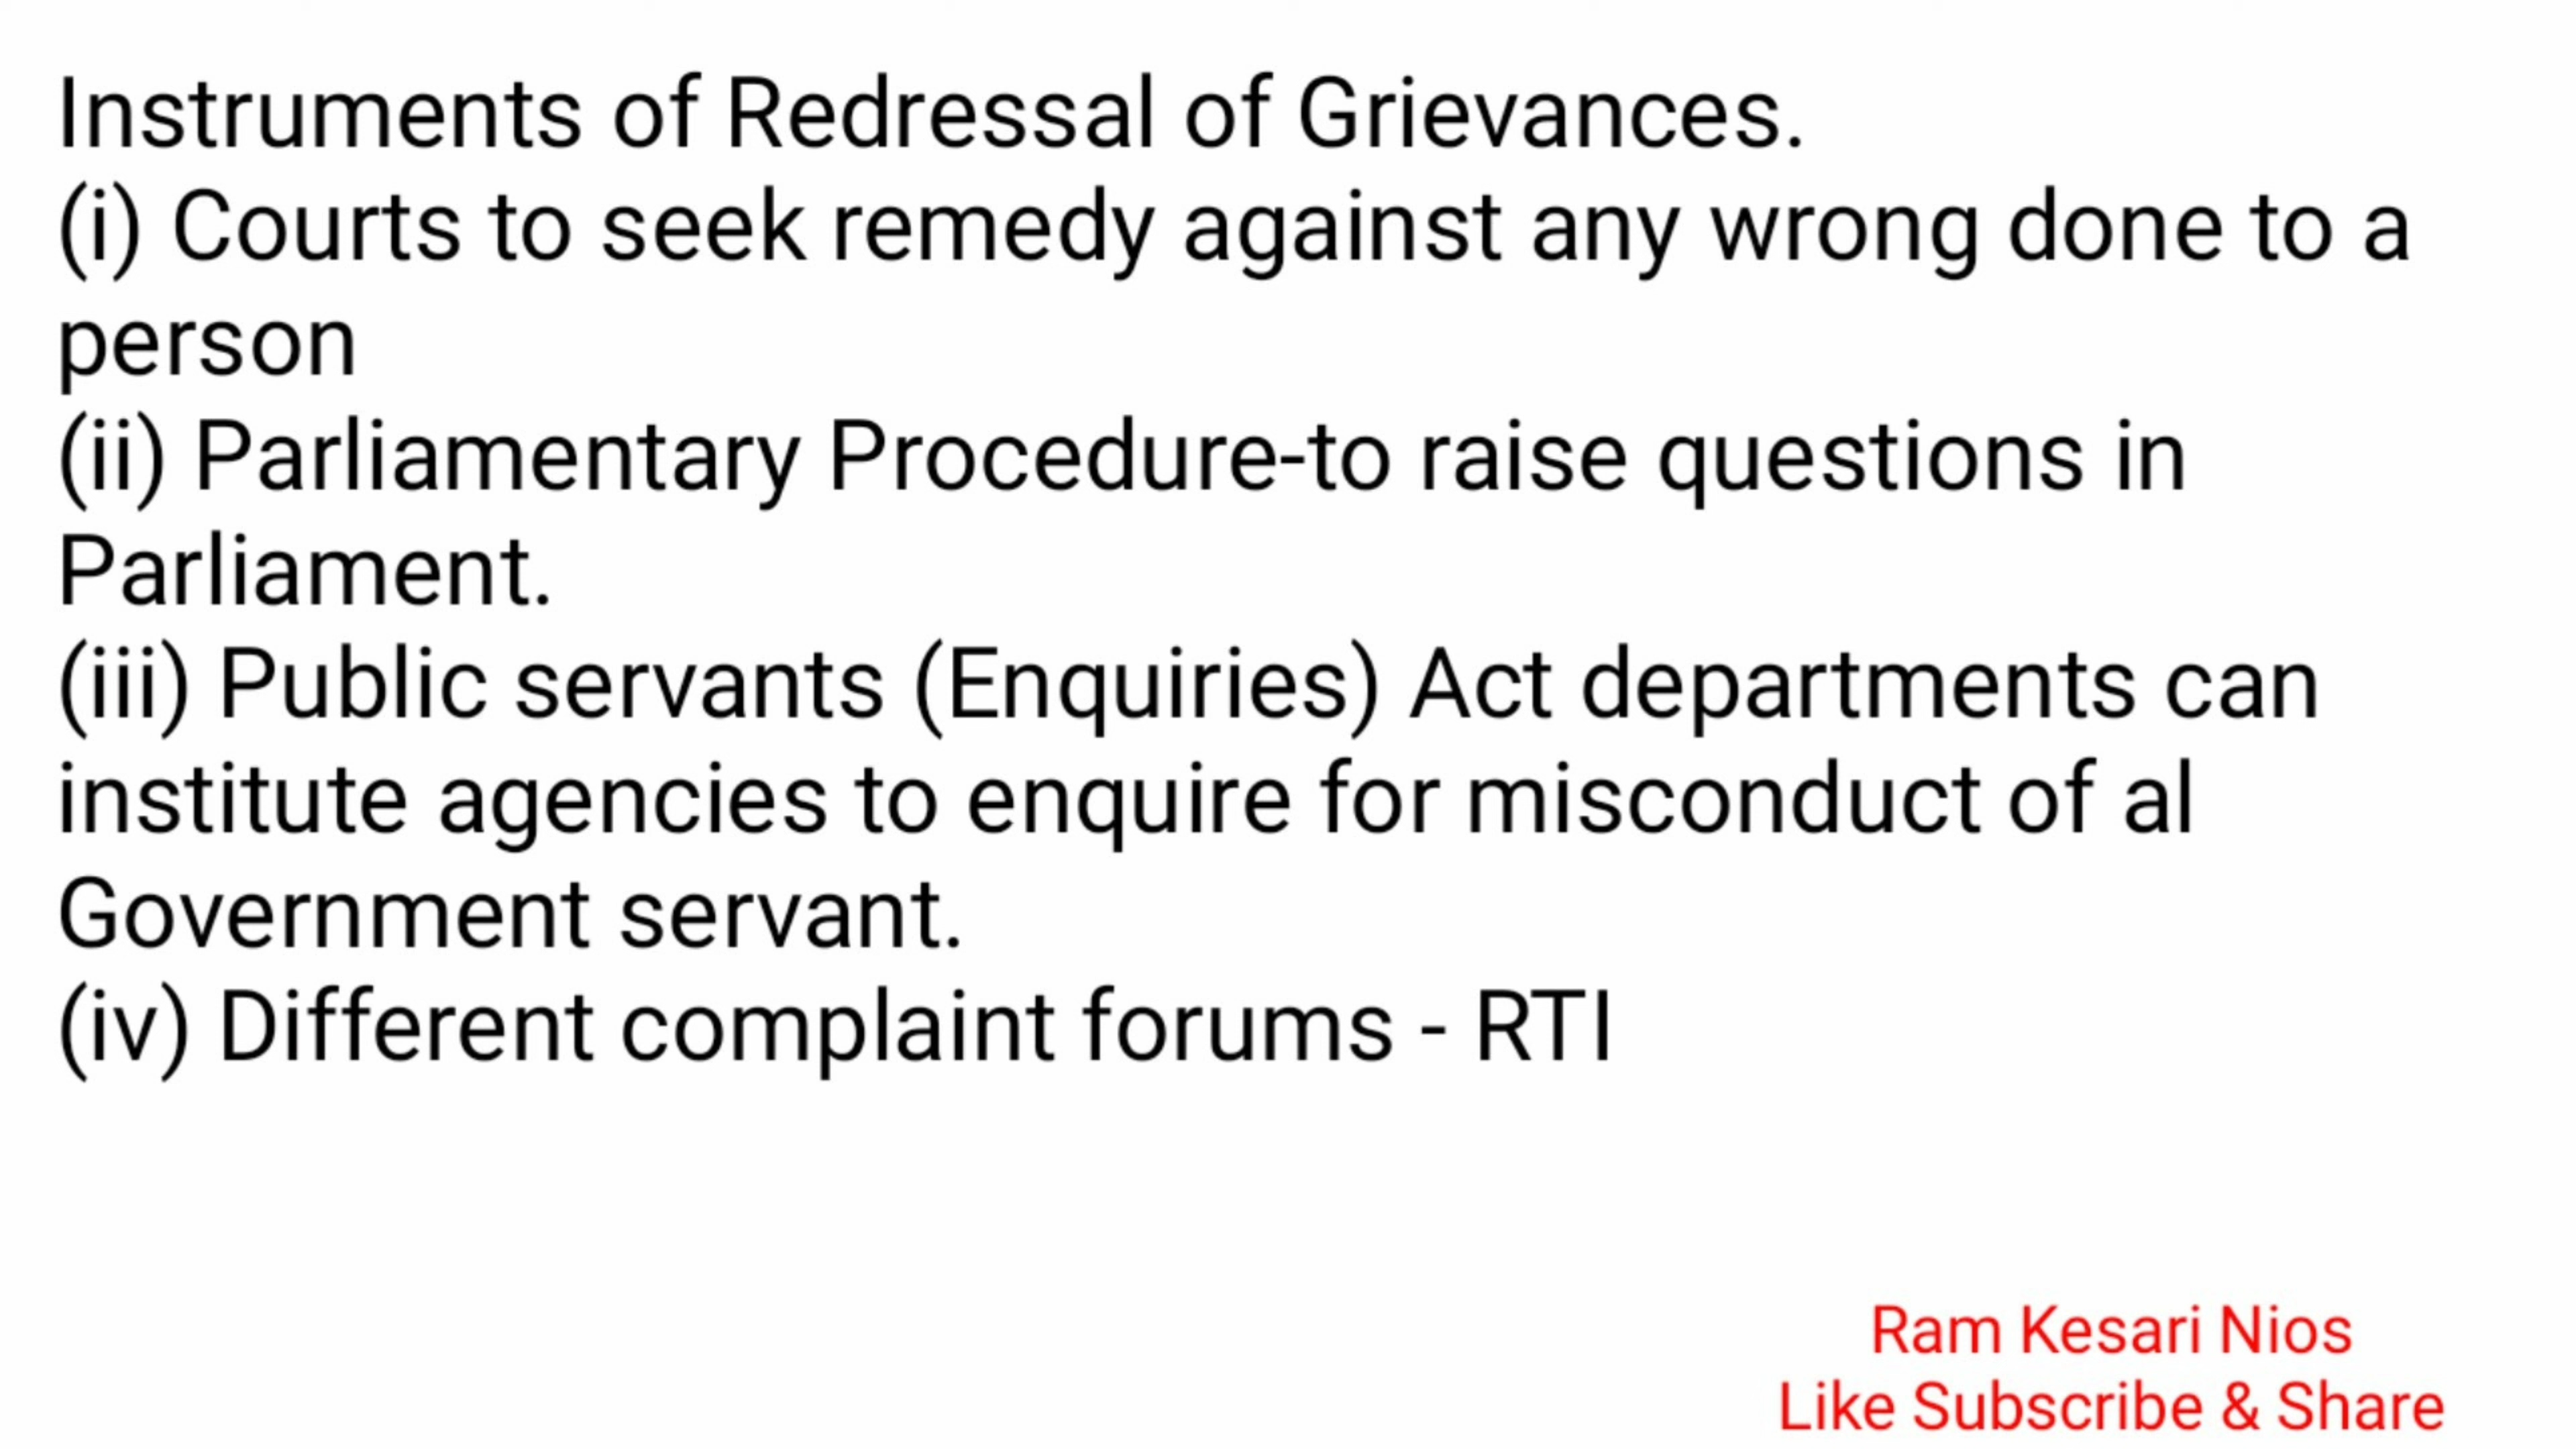 Instruments of Redressal of Grievances.
(i) Courts to seek remedy against any wrong done to a
person
(ii) Parliamentary Procedure-to raise questions in
Parliament.
(iii) Public servants (Enquiries) Act departments can
institute agencies to enquire for misconduct of al
Government servant.
(iv) Different complaint forums - RTI
Ram Kesari Nios
Like Subscribe & Share